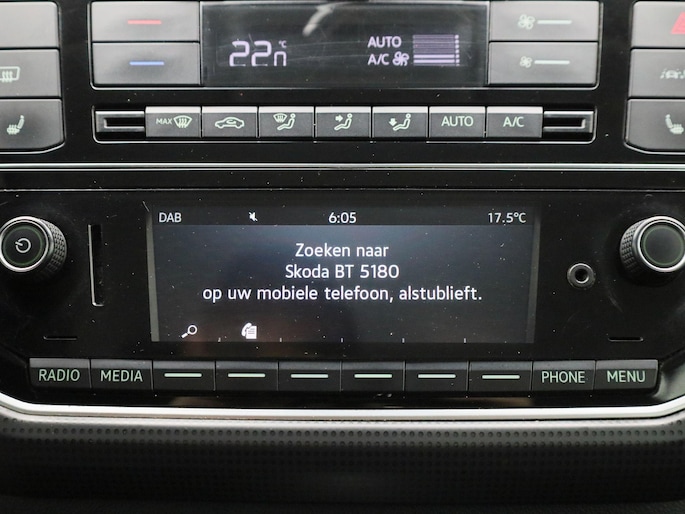 22.0 °C
AUTO
A/C
MAX
AUTO
A/C
DAB 6:05 17.5°C
Zoeken naar
Skoda BT 5180
op uw mobiele telefoon, alstublieft.
RADIO MEDIA PHONE MENU